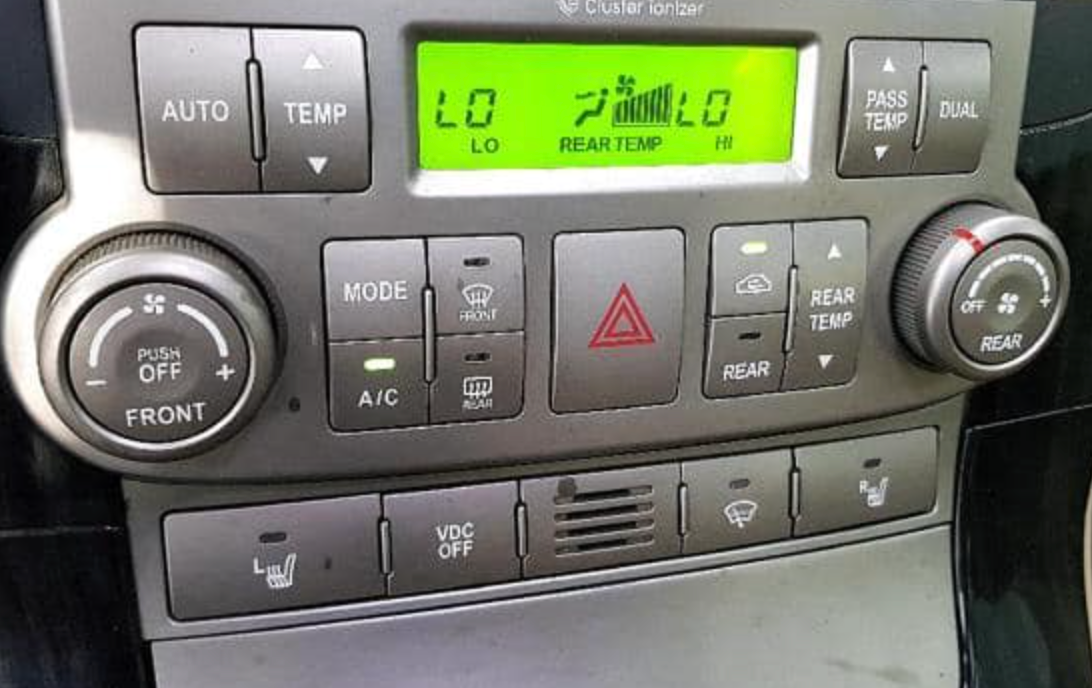 Cluster ionizer
AUTO
TEMP
LO
LO
LO
REAR TEMP
HI
PASS
TEMP
DUAL
PUSH
OFF
- +
FRONT
MODE
FRONT
A/C
REAR
REAR
REAR
TEMP
OFF +
REAR
L
VDC
OFF
R